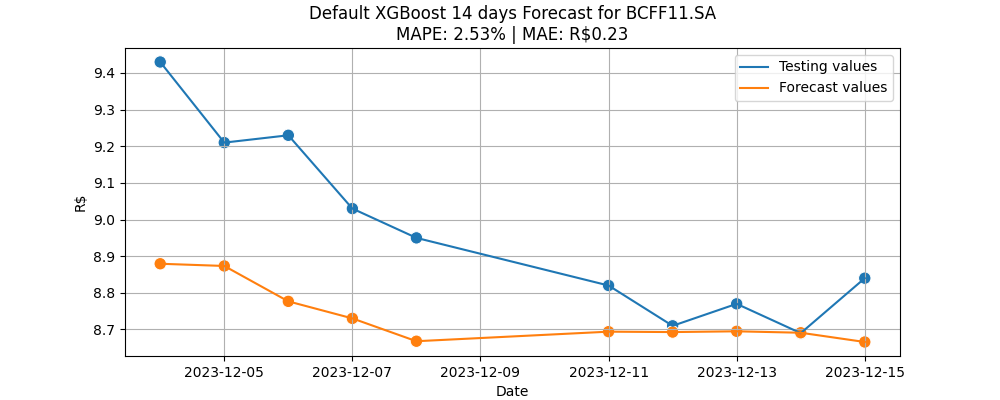 Default XGBoost 14 days Forecast for BCFF11.SA
MAPE: 2.53% | MAE: R$0.23
Testing values
Forecast values
9.4
9.3
9.2
9.1
9.0
8.9
8.8
8.7
R$
2023-12-05
2023-12-07
2023-12-09
2023-12-11
2023-12-13
2023-12-15
Date